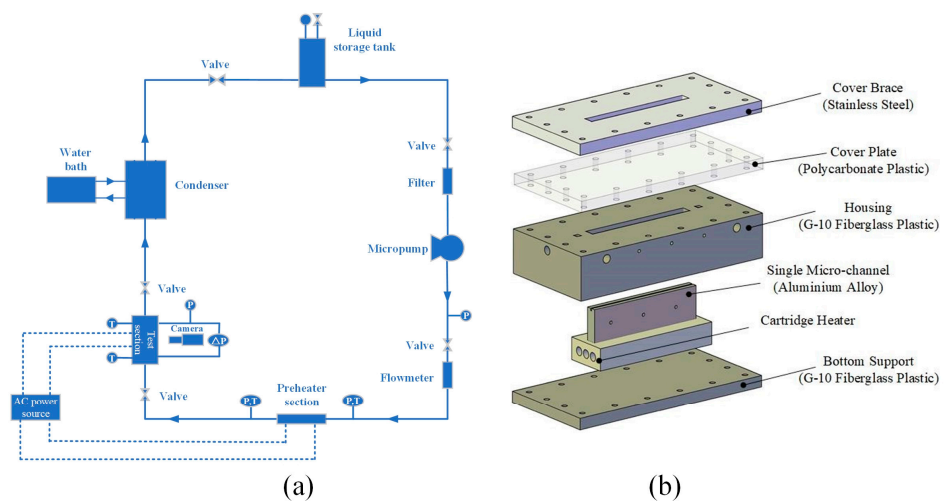 Liquid
storage tank
Valve
Valve
Water
bath
Condenser
Filter
Micropump
Valve
P
P
T
Test
section
Camera
ΔP
T
Valve
Flowmeter
Valve
AC power
source
P,T
Preheater
section
P,T
(a)
Cover Brace
(Stainless Steel)
Cover Plate
(Polycarbonate Plastic)
Housing
(G-10 Fiberglass Plastic)
Single Micro-channel
(Aluminium Alloy)
Cartridge Heater
Bottom Support
(G-10 Fiberglass Plastic)
(b)